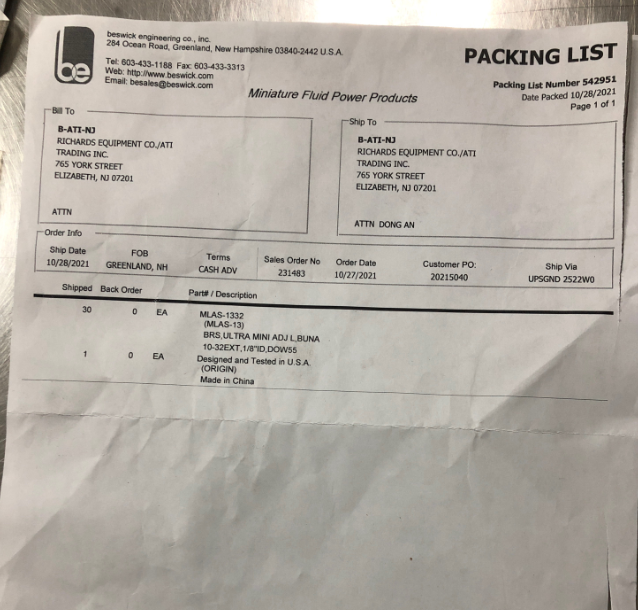 be
beswick engineering co., inc.
284 Ocean Road, Greenland, New Hampshire 03840-2442 U.S.A.
Tel: 603-433-1188 Fax: 603-433-3313
Web: http://www.beswick.com
Email: besales@beswick.com
Miniature Fluid Power Products
PACKING LIST
Packing List Number 542951
Date Packed 10/28/2021
Page 1 of 1
Bill To
B-ATI-NJ
RICHARDS EQUIPMENT CO./ATI
TRADING INC.
765 YORK STREET
ELIZABETH, NJ 07201
ATTN
Ship To
B-ATI-NJ
RICHARDS EQUIPMENT CO./ATI
TRADING INC.
765 YORK STREET
ELIZABETH, NJ 07201
ATTN DONG AN
Order Info
Ship Date FOB Terms Sales Order No Order Date Customer PO: Ship Via
10/28/2021 GREENLAND, NH CASH ADV 231483 10/27/2021 20215040 UPSGND 2522W0
Shipped Back Order Part# / Description
30 0 EA MLAS-1332
(MLAS-13)
BRS,ULTRA MINI ADJ L,BUNA
10-32EXT,1/8"ID,DOW55
1 0 EA Designed and Tested in U.S.A.
(ORIGIN)
Made in China